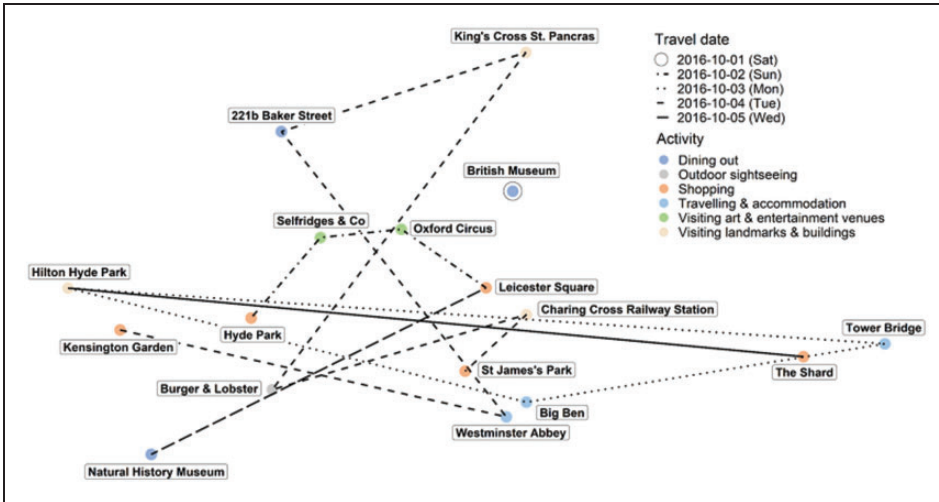 King's Cross St. Pancras
Travel date
2016-10-01 (Sat)
2016-10-02 (Sun)
2016-10-03 (Mon)
2016-10-04 (Tue)
2016-10-05 (Wed)
221b Baker Street
Activity
Dining out
Outdoor sightseeing
Shopping
Travelling & accommodation
Visiting art & entertainment venues
Visiting landmarks & buildings
British Museum
Selfridges & Co
Oxford Circus
Hilton Hyde Park
Leicester Square
Charing Cross Railway Station
Tower Bridge
Hyde Park
Kensington Garden
The Shard
St James's Park
Burger & Lobster
Big Ben
Westminster Abbey
Natural History Museum